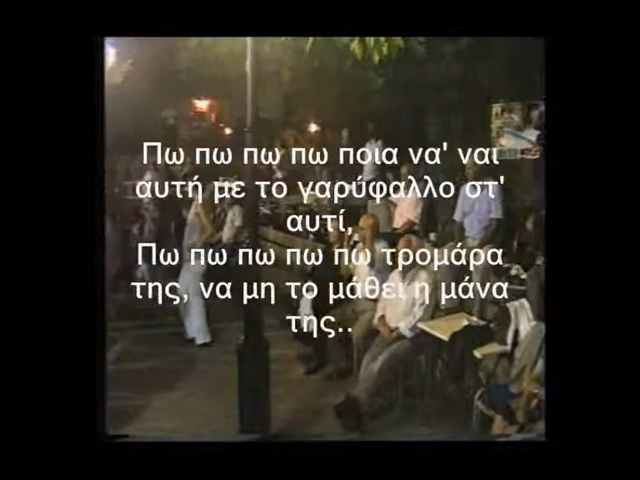 Πω πω πω πω ποια να' ναι
αυτή με το γαρύφαλλο στ'
αυτί,
Πω πω πω πω πω τρομάρα
της, να μη το μάθει η μάνα
της..